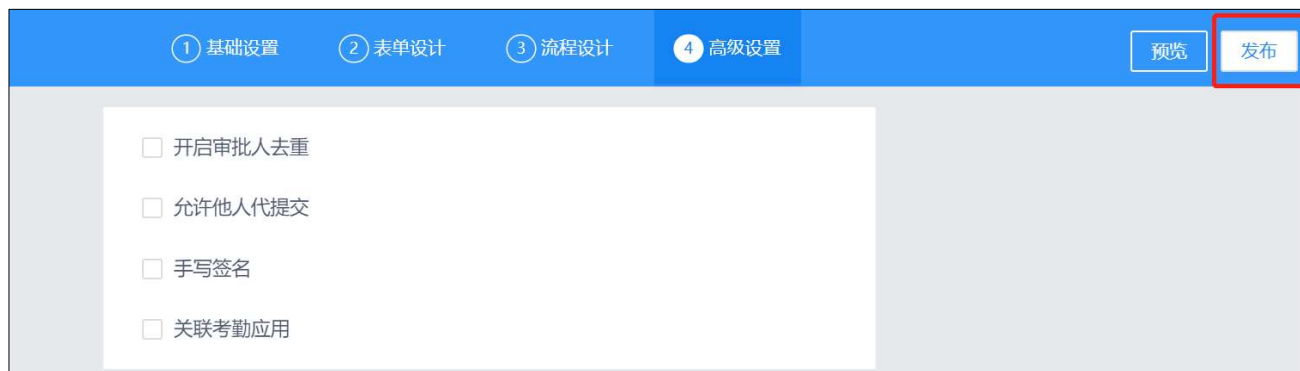 1 基础设置 2 表单设计 3 流程设计 4 高级设置 预览 发布
开启审批人去重
允许他人代提交
手写签名
关联考勤应用